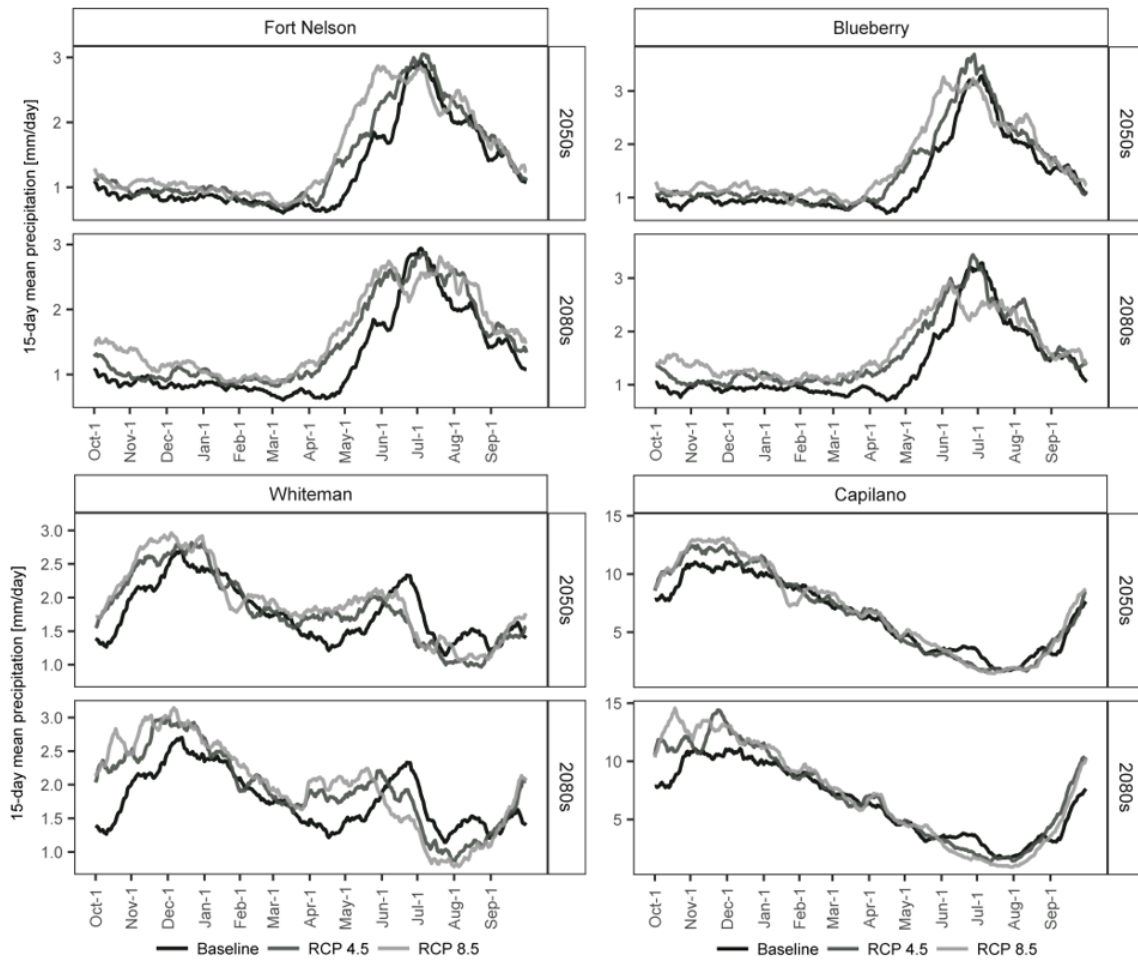 Fort Nelson
Blueberry
15-day mean precipitation [mm/day]
3
2
1
2050s
3
2
1
2050s
3
2
1
2080s
3
2
1
2080s
Oct-1 Nov-1 Dec-1 Jan-1 Feb-1 Mar-1 Apr-1 May-1 Jun-1 Jul-1 Aug-1 Sep-1
Oct-1 Nov-1 Dec-1 Jan-1 Feb-1 Mar-1 Apr-1 May-1 Jun-1 Jul-1 Aug-1 Sep-1
Whiteman
Capilano
15-day mean precipitation [mm/day]
3.0
2.5
2.0
1.5
1.0
2050s
15
10
5
2050s
3.0
2.5
2.0
1.5
1.0
2080s
15
10
5
2080s
Oct-1 Nov-1 Dec-1 Jan-1 Feb-1 Mar-1 Apr-1 May-1 Jun-1 Jul-1 Aug-1 Sep-1
Oct-1 Nov-1 Dec-1 Jan-1 Feb-1 Mar-1 Apr-1 May-1 Jun-1 Jul-1 Aug-1 Sep-1
Baseline RCP 4.5 RCP 8.5
Baseline RCP 4.5 RCP 8.5